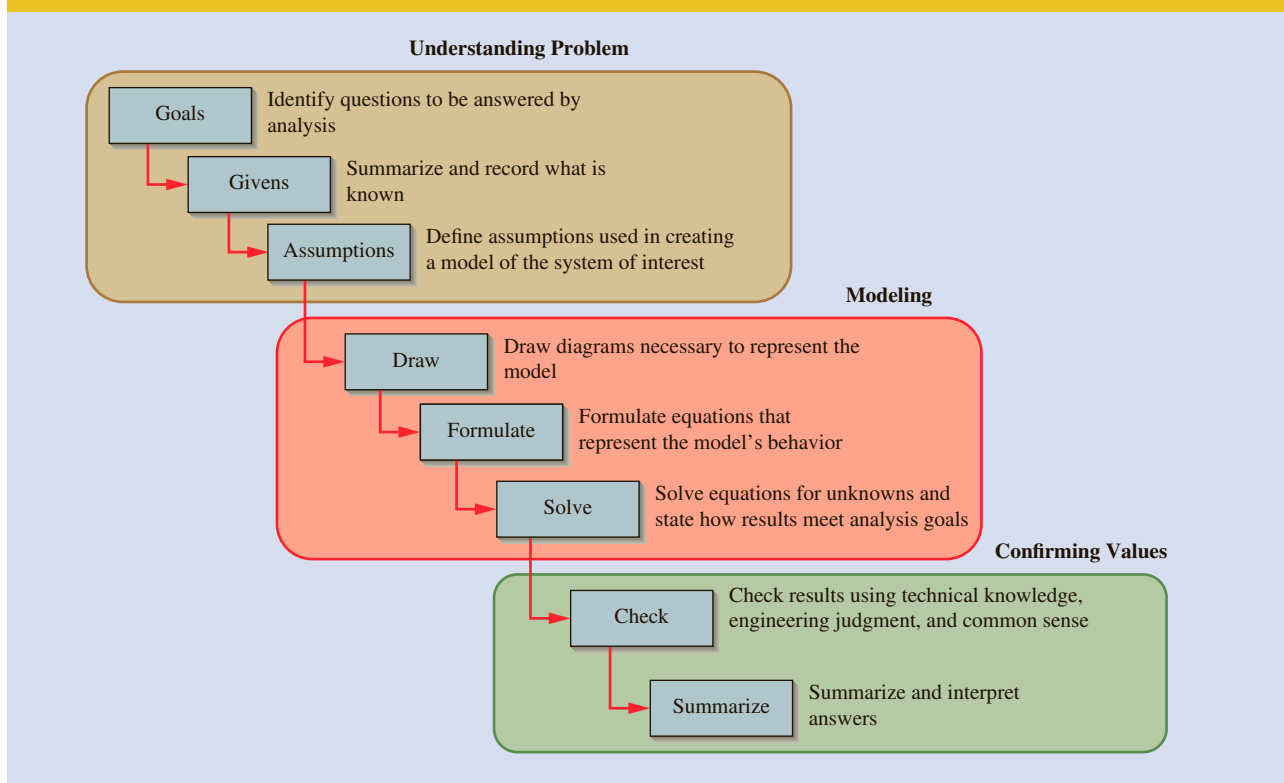 Understanding Problem
Goals
Identify questions to be answered by
analysis
Givens
Summarize and record what is
known
Assumptions
Define assumptions used in creating
a model of the system of interest
Modeling
Draw
Draw diagrams necessary to represent the
model
Formulate
Formulate equations that
represent the model’s behavior
Solve
Solve equations for unknowns and
state how results meet analysis goals
Confirming Values
Check
Check results using technical knowledge,
engineering judgment, and common sense
Summarize
Summarize and interpret
answers